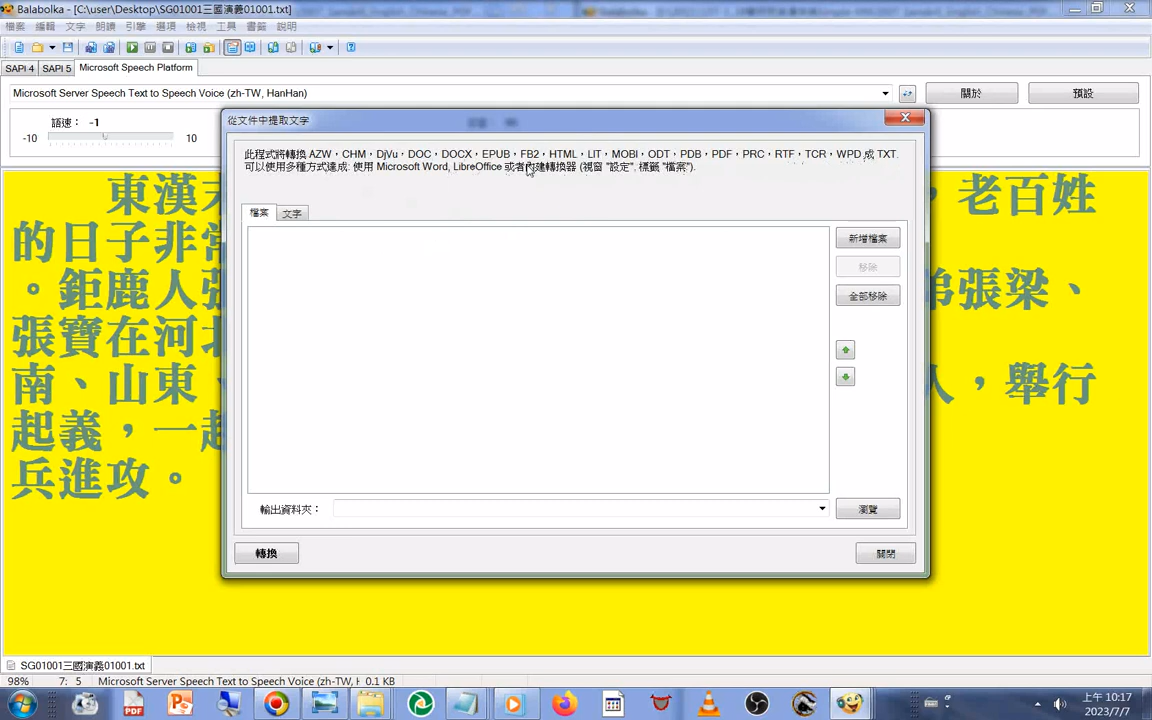 Balabolka - [C:\user\Desktop\SG01001三國演義01001.txt]
檔案 編輯 文字 朗讀 引擎 選項 檢視 工具 書籤 說明
SAPI 4 SAPI 5 Microsoft Speech Platform
Microsoft Server Speech Text to Speech Voice (zh-TW, HanHan)
關於 預設
語速： -1
-10 10
從文件中提取文字
此程式將轉換 AZW，CHM，DjVu，DOC，DOCX，EPUB，FB2，HTML，LIT，MOBI，ODT，PDB，PDF，PRC，RTF，TCR，WPD 成 TXT.
可以使用多種方式達成: 使用 Microsoft Word, LibreOffice 或者內建轉換器 (視窗 "設定", 標籤 "檔案").
檔案 文字
新增檔案
移除
全部移除
輸出資料夾：
瀏覽
轉換
關閉
東漢末 ，老百姓
的日子非常
。鉅鹿人張 弟張梁、
張寶在河北
南、山東、 人，舉行
起義，一起
兵進攻。
SG01001三國演義01001.txt
98% 7: 5 Microsoft Server Speech Text to Speech Voice (zh-TW, H 0.1 KB
上午 10:17
2023/7/7